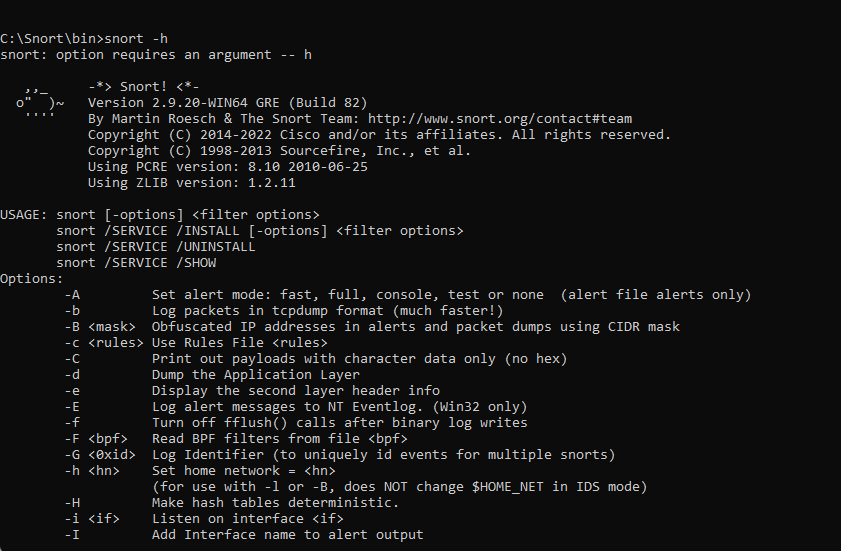 C:\Snort\bin>snort -h
snort: option requires an argument -- h
   ,,_     -*> Snort! <*-
  o"  )~   Version 2.9.20-WIN64 GRE (Build 82)
   ''''    By Martin Roesch & The Snort Team: http://www.snort.org/contact#team
           Copyright (C) 2014-2022 Cisco and/or its affiliates. All rights reserved.
           Copyright (C) 1998-2013 Sourcefire, Inc., et al.
           Using PCRE version: 8.10 2010-06-25
           Using ZLIB version: 1.2.11
USAGE: snort [-options] <filter options>
       snort /SERVICE /INSTALL [-options] <filter options>
       snort /SERVICE /UNINSTALL
       snort /SERVICE /SHOW
Options:
        -A         Set alert mode: fast, full, console, test or none  (alert file alerts only)
        -b         Log packets in tcpdump format (much faster!)
        -B <mask>  Obfuscated IP addresses in alerts and packet dumps using CIDR mask
        -c <rules> Use Rules File <rules>
        -C         Print out payloads with character data only (no hex)
        -d         Dump the Application Layer
        -e         Display the second layer header info
        -E         Log alert messages to NT Eventlog. (Win32 only)
        -f         Turn off fflush() calls after binary log writes
        -F <bpf>   Read BPF filters from file <bpf>
        -G <0xid>  Log Identifier (to uniquely id events for multiple snorts)
        -h <hn>    Set home network = <hn>
                   (for use with -l or -B, does NOT change $HOME_NET in IDS mode)
        -H         Make hash tables deterministic.
        -i <if>    Listen on interface <if>
        -I         Add Interface name to alert output